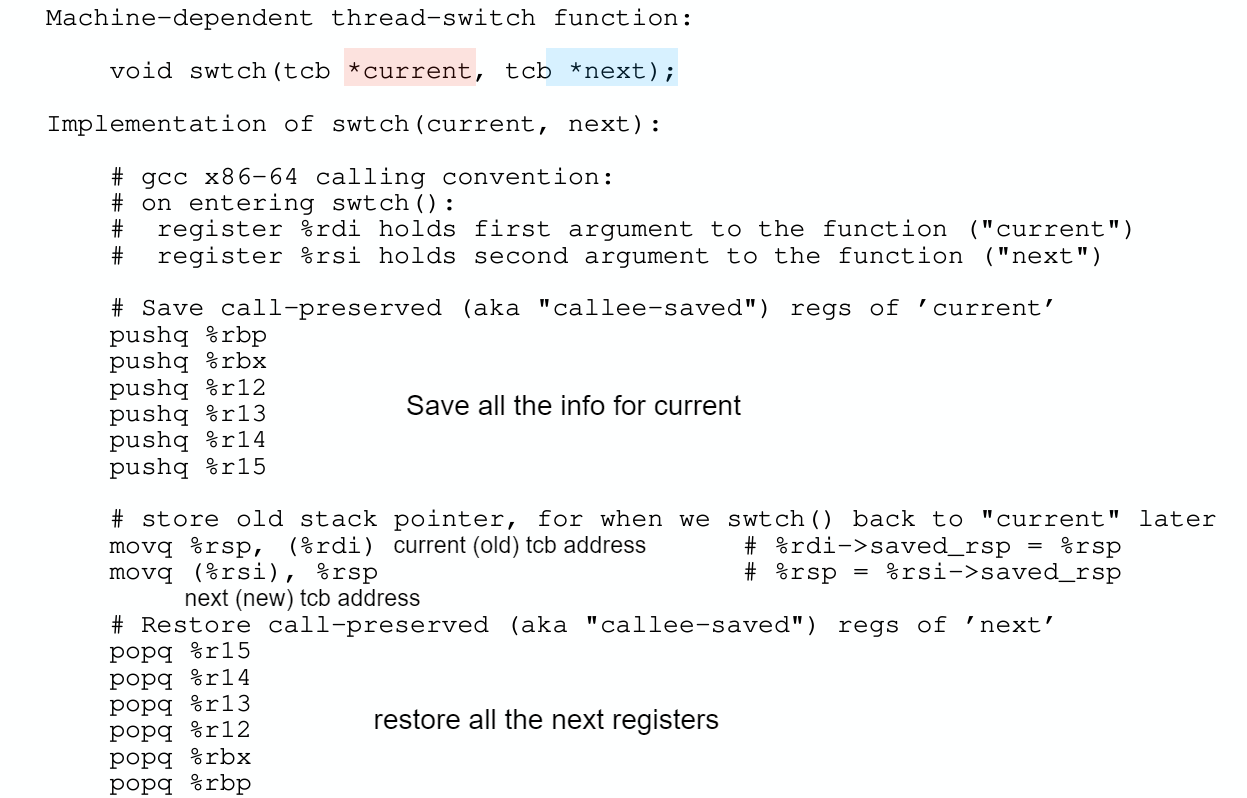 Machine-dependent thread-switch function:
void swtch(tcb *current, tcb *next);
Implementation of swtch(current, next):
# gcc x86-64 calling convention:
# on entering swtch():
#  register %rdi holds first argument to the function ("current")
#  register %rsi holds second argument to the function ("next")
# Save call-preserved (aka "callee-saved") regs of ’current’
pushq %rbp
pushq %rbx
pushq %r12
pushq %r13
Save all the info for current
pushq %r14
pushq %r15
# store old stack pointer, for when we swtch() back to "current" later
movq %rsp, (%rdi) current (old) tcb address # %rdi->saved_rsp = %rsp
movq (%rsi), %rsp # %rsp = %rsi->saved_rsp
next (new) tcb address
# Restore call-preserved (aka "callee-saved") regs of ’next’
popq %r15
popq %r14
popq %r13
restore all the next registers
popq %r12
popq %rbx
popq %rbp